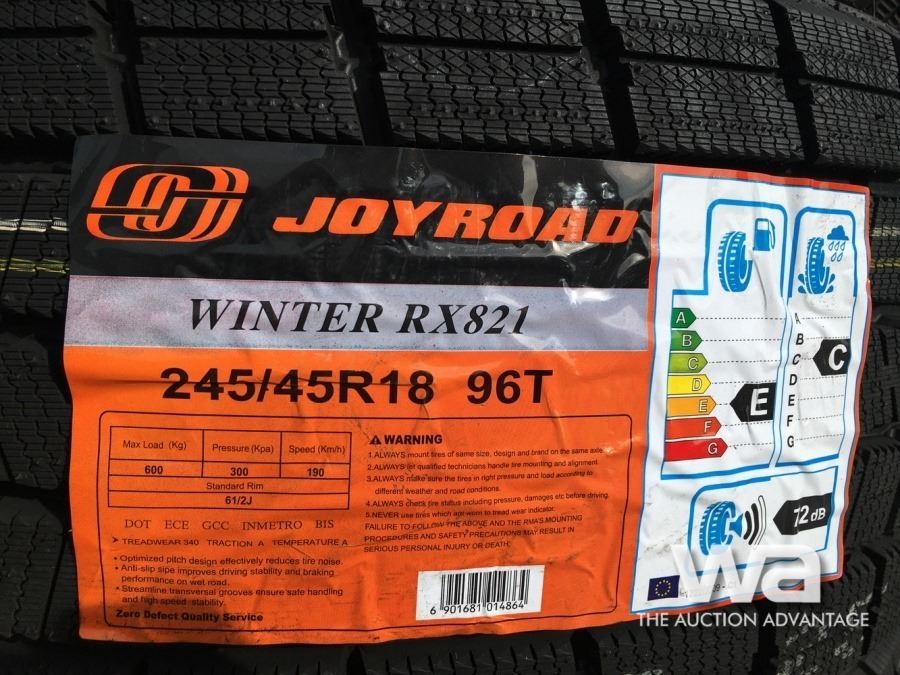 JOYROAD
WINTER RX821
245/45R18 96T
Max Load (Kg) Pressure (Kpa) Speed (Km/h)
600 300 190
Standard Rim
61/2J
DOT ECE GCC INMETRO BIS
➤ TREADWEAR 340 TRACTION A TEMPERATURE A
• Optimized pitch design effectively reduces tire noise.
• Anti-slip sipe improves driving stability and braking
performance on wet road.
• Streamline transversal grooves ensure safe handling
and high speed stability.
Zero Defect Quality Service
⚠ WARNING
1.ALWAYS mount tires of same size, design and brand on the same axle.
2.ALWAYS let qualified technicians handle tire mounting and alignment
3.ALWAYS make sure the tires in right pressure and load according to
different weather and road conditions.
4.ALWAYS check tire status including pressure, damages etc before driving.
5.NEVER use tires which are worn to tread wear indicator.
FAILURE TO FOLLOW THE ABOVE AND THE RMA'S MOUNTING
PROCEDURES AND SAFETY PRECAUTIONS MAY RESULT IN
SERIOUS PERSONAL INJURY OR DEATH.
6 901681 014864
A
B
C
D
E
F
G
E
A
B
C
D
E
F
G
C
72 dB
wa
THE AUCTION ADVANTAGE